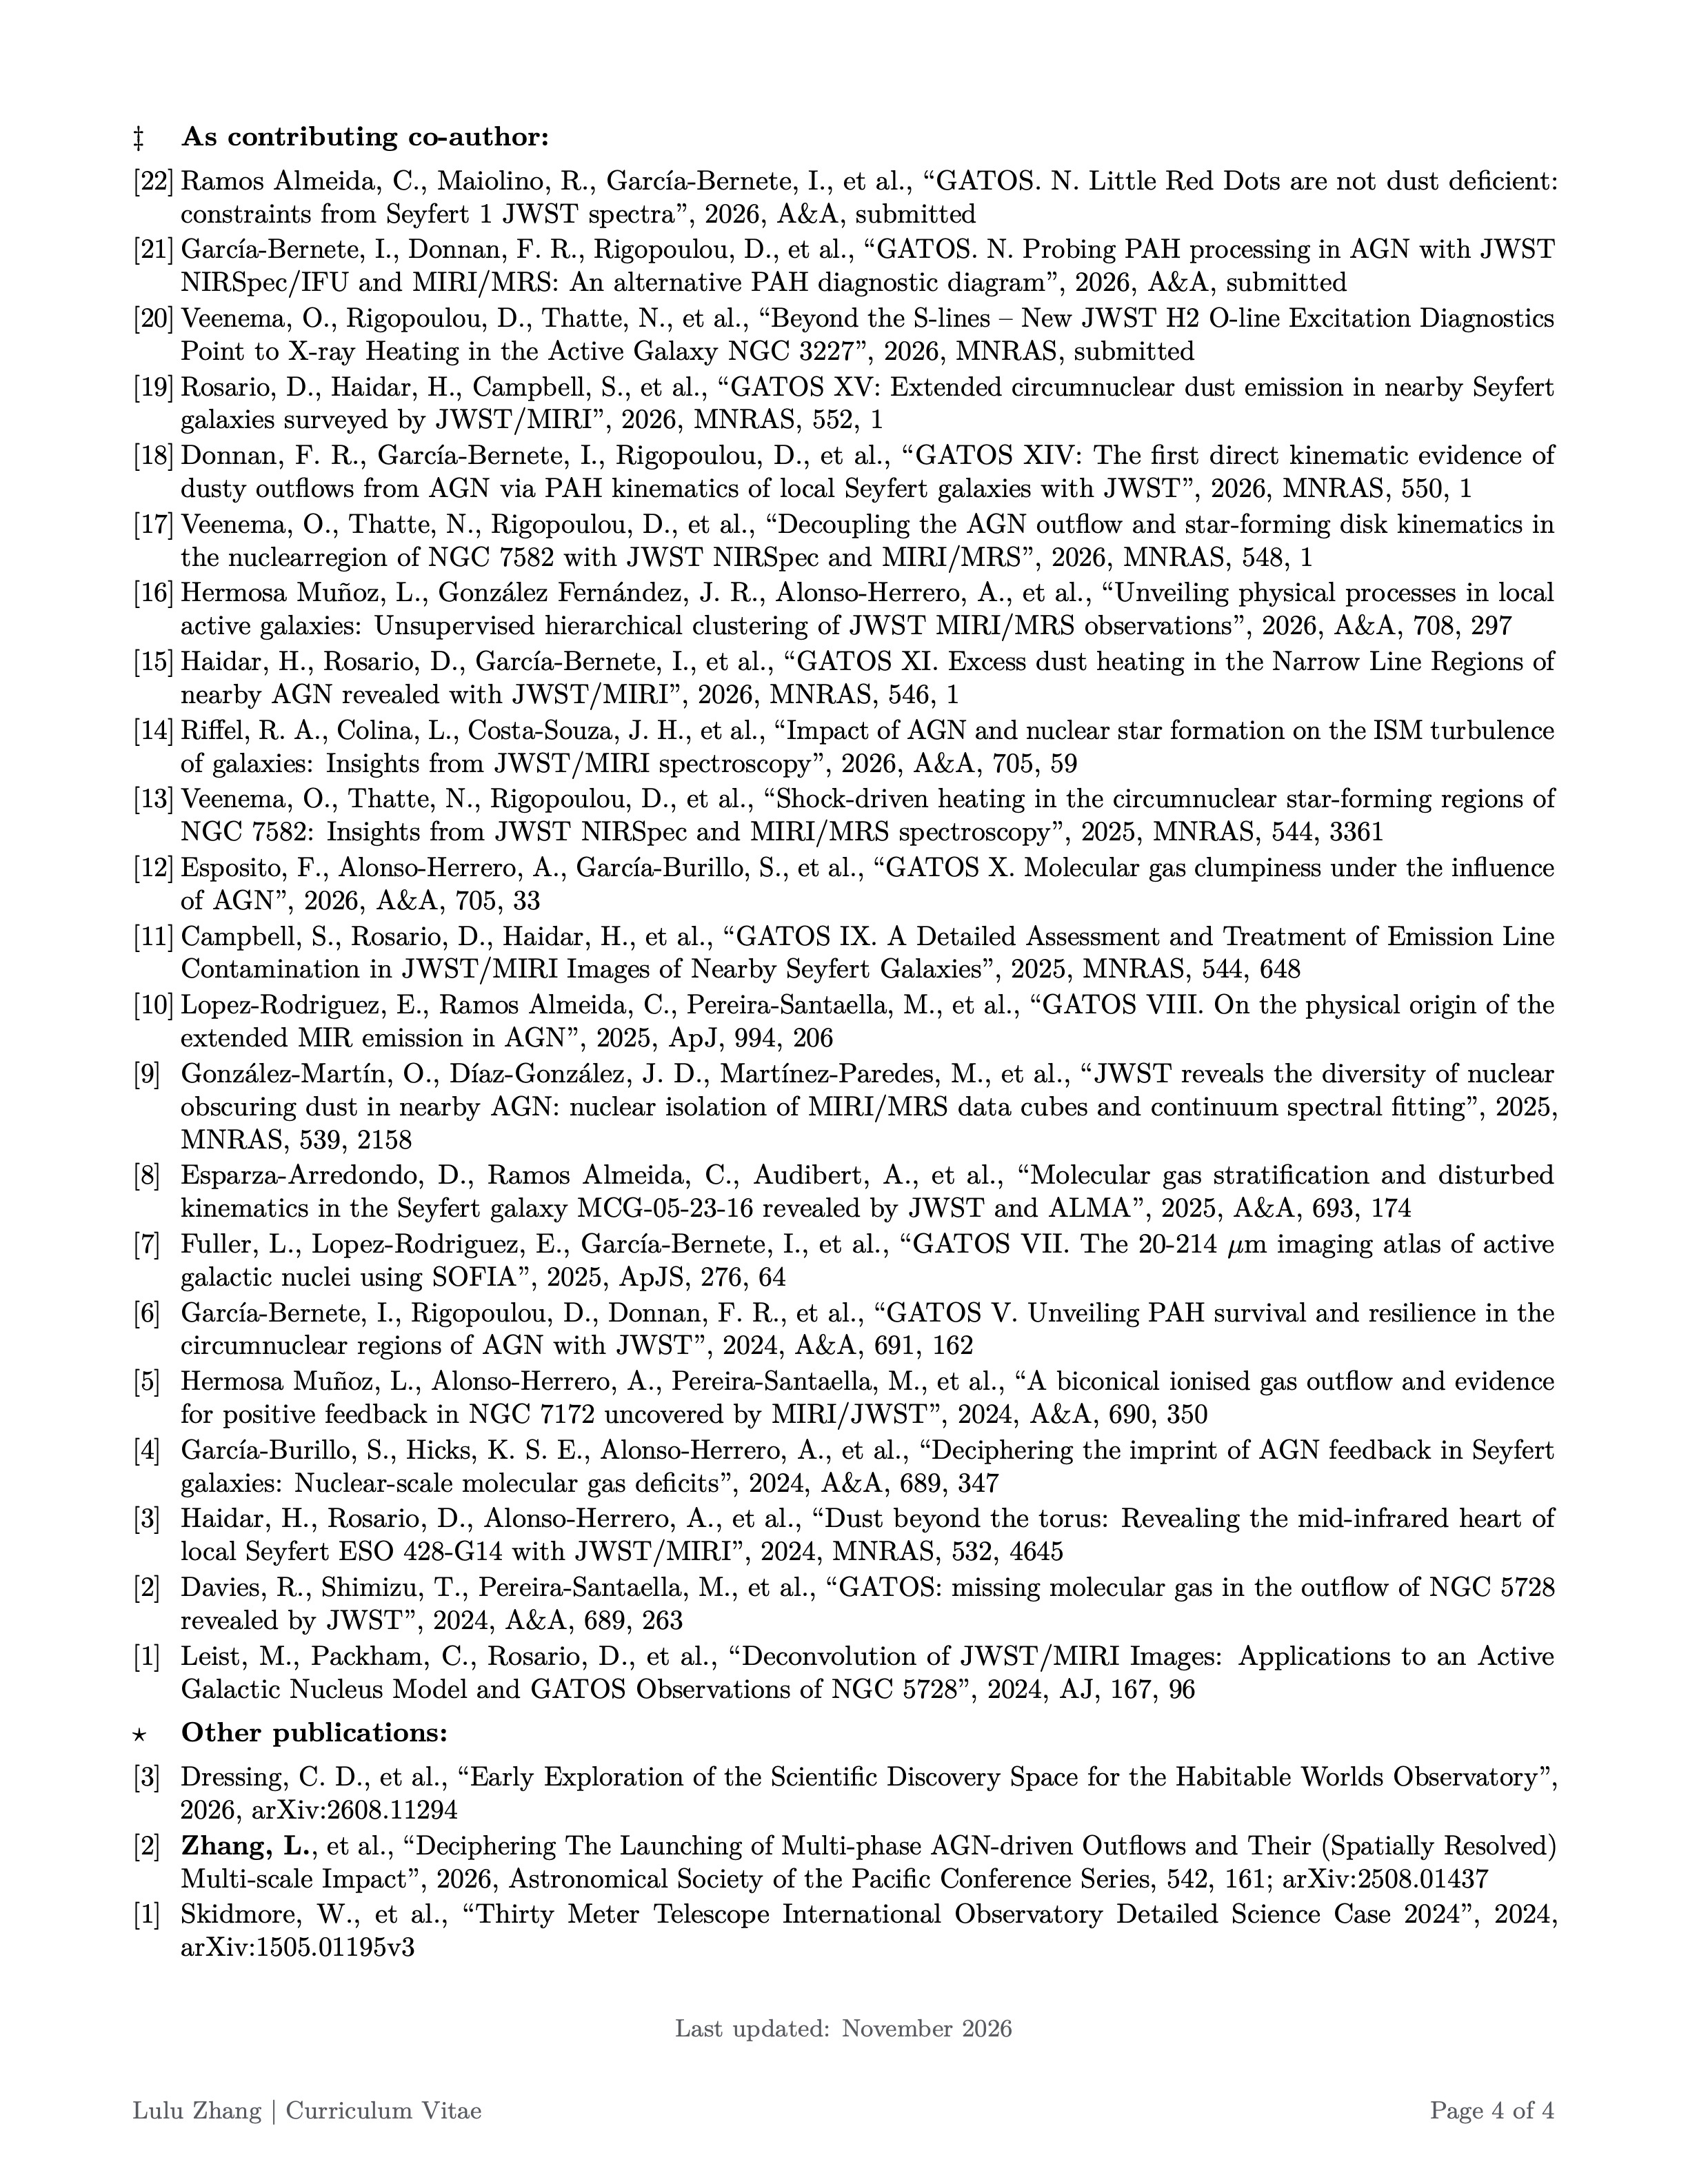 ‡ As contributing co-author:
[22] Ramos Almeida, C., Maiolino, R., García-Bernete, I., et al., “GATOS. N. Little Red Dots are not dust deficient:
constraints from Seyfert 1 JWST spectra”, 2026, A&A, submitted
[21] García-Bernete, I., Donnan, F. R., Rigopoulou, D., et al., “GATOS. N. Probing PAH processing in AGN with JWST
NIRSpec/IFU and MIRI/MRS: An alternative PAH diagnostic diagram”, 2026, A&A, submitted
[20] Veenema, O., Rigopoulou, D., Thatte, N., et al., “Beyond the S-lines – New JWST H2 O-line Excitation Diagnostics
Point to X-ray Heating in the Active Galaxy NGC 3227”, 2026, MNRAS, submitted
[19] Rosario, D., Haidar, H., Campbell, S., et al., “GATOS XV: Extended circumnuclear dust emission in nearby Seyfert
galaxies surveyed by JWST/MIRI”, 2026, MNRAS, 552, 1
[18] Donnan, F. R., García-Bernete, I., Rigopoulou, D., et al., “GATOS XIV: The first direct kinematic evidence of
dusty outflows from AGN via PAH kinematics of local Seyfert galaxies with JWST”, 2026, MNRAS, 550, 1
[17] Veenema, O., Thatte, N., Rigopoulou, D., et al., “Decoupling the AGN outflow and star-forming disk kinematics in
the nuclearregion of NGC 7582 with JWST NIRSpec and MIRI/MRS”, 2026, MNRAS, 548, 1
[16] Hermosa Muñoz, L., González Fernández, J. R., Alonso-Herrero, A., et al., “Unveiling physical processes in local
active galaxies: Unsupervised hierarchical clustering of JWST MIRI/MRS observations”, 2026, A&A, 708, 297
[15] Haidar, H., Rosario, D., García-Bernete, I., et al., “GATOS XI. Excess dust heating in the Narrow Line Regions of
nearby AGN revealed with JWST/MIRI”, 2026, MNRAS, 546, 1
[14] Riffel, R. A., Colina, L., Costa-Souza, J. H., et al., “Impact of AGN and nuclear star formation on the ISM turbulence
of galaxies: Insights from JWST/MIRI spectroscopy”, 2026, A&A, 705, 59
[13] Veenema, O., Thatte, N., Rigopoulou, D., et al., “Shock-driven heating in the circumnuclear star-forming regions of
NGC 7582: Insights from JWST NIRSpec and MIRI/MRS spectroscopy”, 2025, MNRAS, 544, 3361
[12] Esposito, F., Alonso-Herrero, A., García-Burillo, S., et al., “GATOS X. Molecular gas clumpiness under the influence
of AGN”, 2026, A&A, 705, 33
[11] Campbell, S., Rosario, D., Haidar, H., et al., “GATOS IX. A Detailed Assessment and Treatment of Emission Line
Contamination in JWST/MIRI Images of Nearby Seyfert Galaxies”, 2025, MNRAS, 544, 648
[10] Lopez-Rodriguez, E., Ramos Almeida, C., Pereira-Santaella, M., et al., “GATOS VIII. On the physical origin of the
extended MIR emission in AGN”, 2025, ApJ, 994, 206
[9] González-Martín, O., Díaz-González, J. D., Martínez-Paredes, M., et al., “JWST reveals the diversity of nuclear
obscuring dust in nearby AGN: nuclear isolation of MIRI/MRS data cubes and continuum spectral fitting”, 2025,
MNRAS, 539, 2158
[8] Esparza-Arredondo, D., Ramos Almeida, C., Audibert, A., et al., “Molecular gas stratification and disturbed
kinematics in the Seyfert galaxy MCG-05-23-16 revealed by JWST and ALMA”, 2025, A&A, 693, 174
[7] Fuller, L., Lopez-Rodriguez, E., García-Bernete, I., et al., “GATOS VII. The 20-214 μm imaging atlas of active
galactic nuclei using SOFIA”, 2025, ApJS, 276, 64
[6] García-Bernete, I., Rigopoulou, D., Donnan, F. R., et al., “GATOS V. Unveiling PAH survival and resilience in the
circumnuclear regions of AGN with JWST”, 2024, A&A, 691, 162
[5] Hermosa Muñoz, L., Alonso-Herrero, A., Pereira-Santaella, M., et al., “A biconical ionised gas outflow and evidence
for positive feedback in NGC 7172 uncovered by MIRI/JWST”, 2024, A&A, 690, 350
[4] García-Burillo, S., Hicks, K. S. E., Alonso-Herrero, A., et al., “Deciphering the imprint of AGN feedback in Seyfert
galaxies: Nuclear-scale molecular gas deficits”, 2024, A&A, 689, 347
[3] Haidar, H., Rosario, D., Alonso-Herrero, A., et al., “Dust beyond the torus: Revealing the mid-infrared heart of
local Seyfert ESO 428-G14 with JWST/MIRI”, 2024, MNRAS, 532, 4645
[2] Davies, R., Shimizu, T., Pereira-Santaella, M., et al., “GATOS: missing molecular gas in the outflow of NGC 5728
revealed by JWST”, 2024, A&A, 689, 263
[1] Leist, M., Packham, C., Rosario, D., et al., “Deconvolution of JWST/MIRI Images: Applications to an Active
Galactic Nucleus Model and GATOS Observations of NGC 5728”, 2024, AJ, 167, 96
⋆ Other publications:
[3] Dressing, C. D., et al., “Early Exploration of the Scientific Discovery Space for the Habitable Worlds Observatory”,
2026, arXiv:2608.11294
[2] Zhang, L., et al., “Deciphering The Launching of Multi-phase AGN-driven Outflows and Their (Spatially Resolved)
Multi-scale Impact”, 2026, Astronomical Society of the Pacific Conference Series, 542, 161; arXiv:2508.01437
[1] Skidmore, W., et al., “Thirty Meter Telescope International Observatory Detailed Science Case 2024”, 2024,
arXiv:1505.01195v3
Last updated: November 2026
Lulu Zhang | Curriculum Vitae
Page 4 of 4